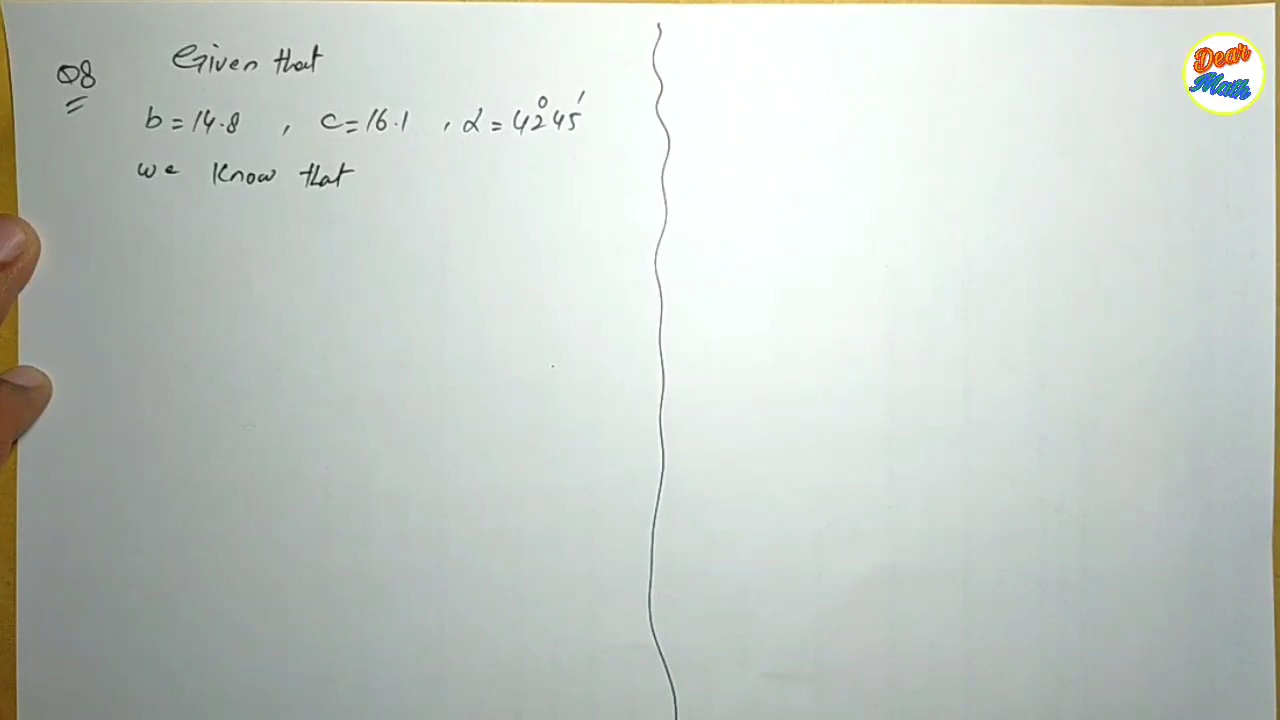 Q8 Given that
b = 14.8 , c = 16.1 , α = 42° 45'
we know that
Dear
Math